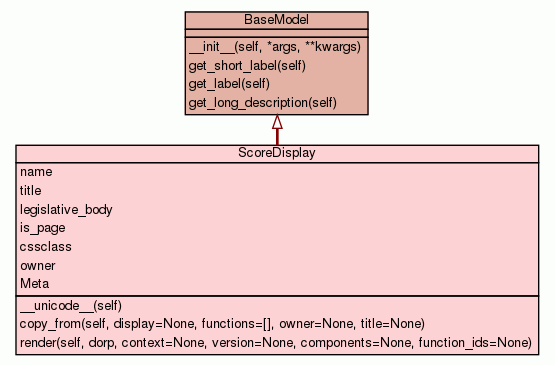 BaseModel
__init__(self, *args, **kwargs)
get_short_label(self)
get_label(self)
get_long_description(self)
ScoreDisplay
name
title
legislative_body
is_page
cssclass
owner
Meta
__unicode__(self)
copy_from(self, display=None, functions=[], owner=None, title=None)
render(self, dorp, context=None, version=None, components=None, function_ids=None)